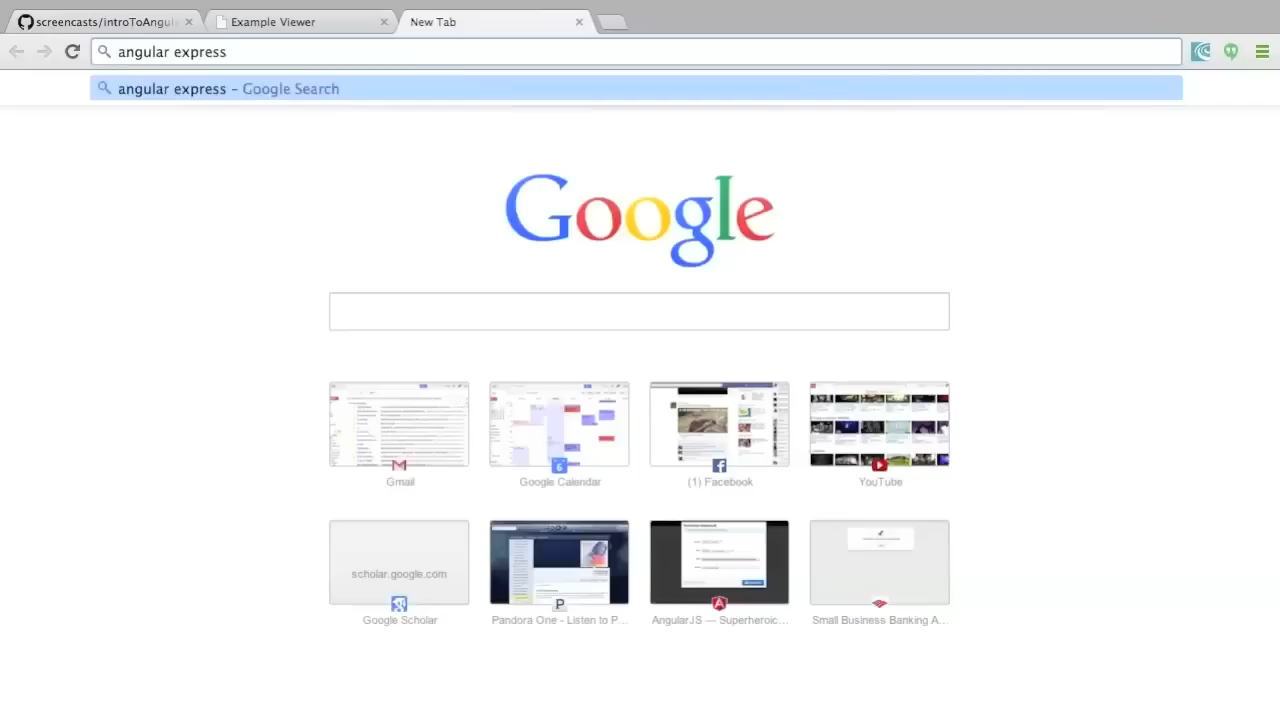 screencasts/introToAngul
Example Viewer
New Tab
angular express
angular express – Google Search
Google
Gmail
Google Calendar
(1) Facebook
YouTube
scholar.google.com
Google Scholar
Pandora One - Listen to P...
AngularJS — Superheroic...
Small Business Banking A...